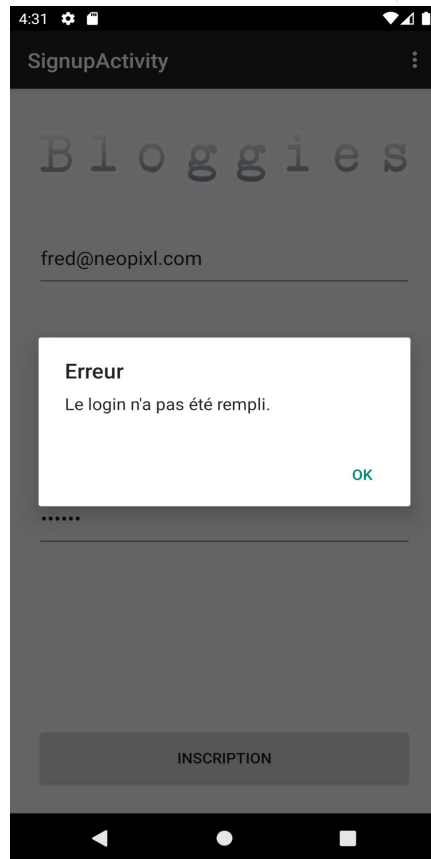 4:31
SignupActivity
Bloggies
fred@neopixl.com
Erreur
Le login n'a pas été rempli.
OK
••••••
INSCRIPTION